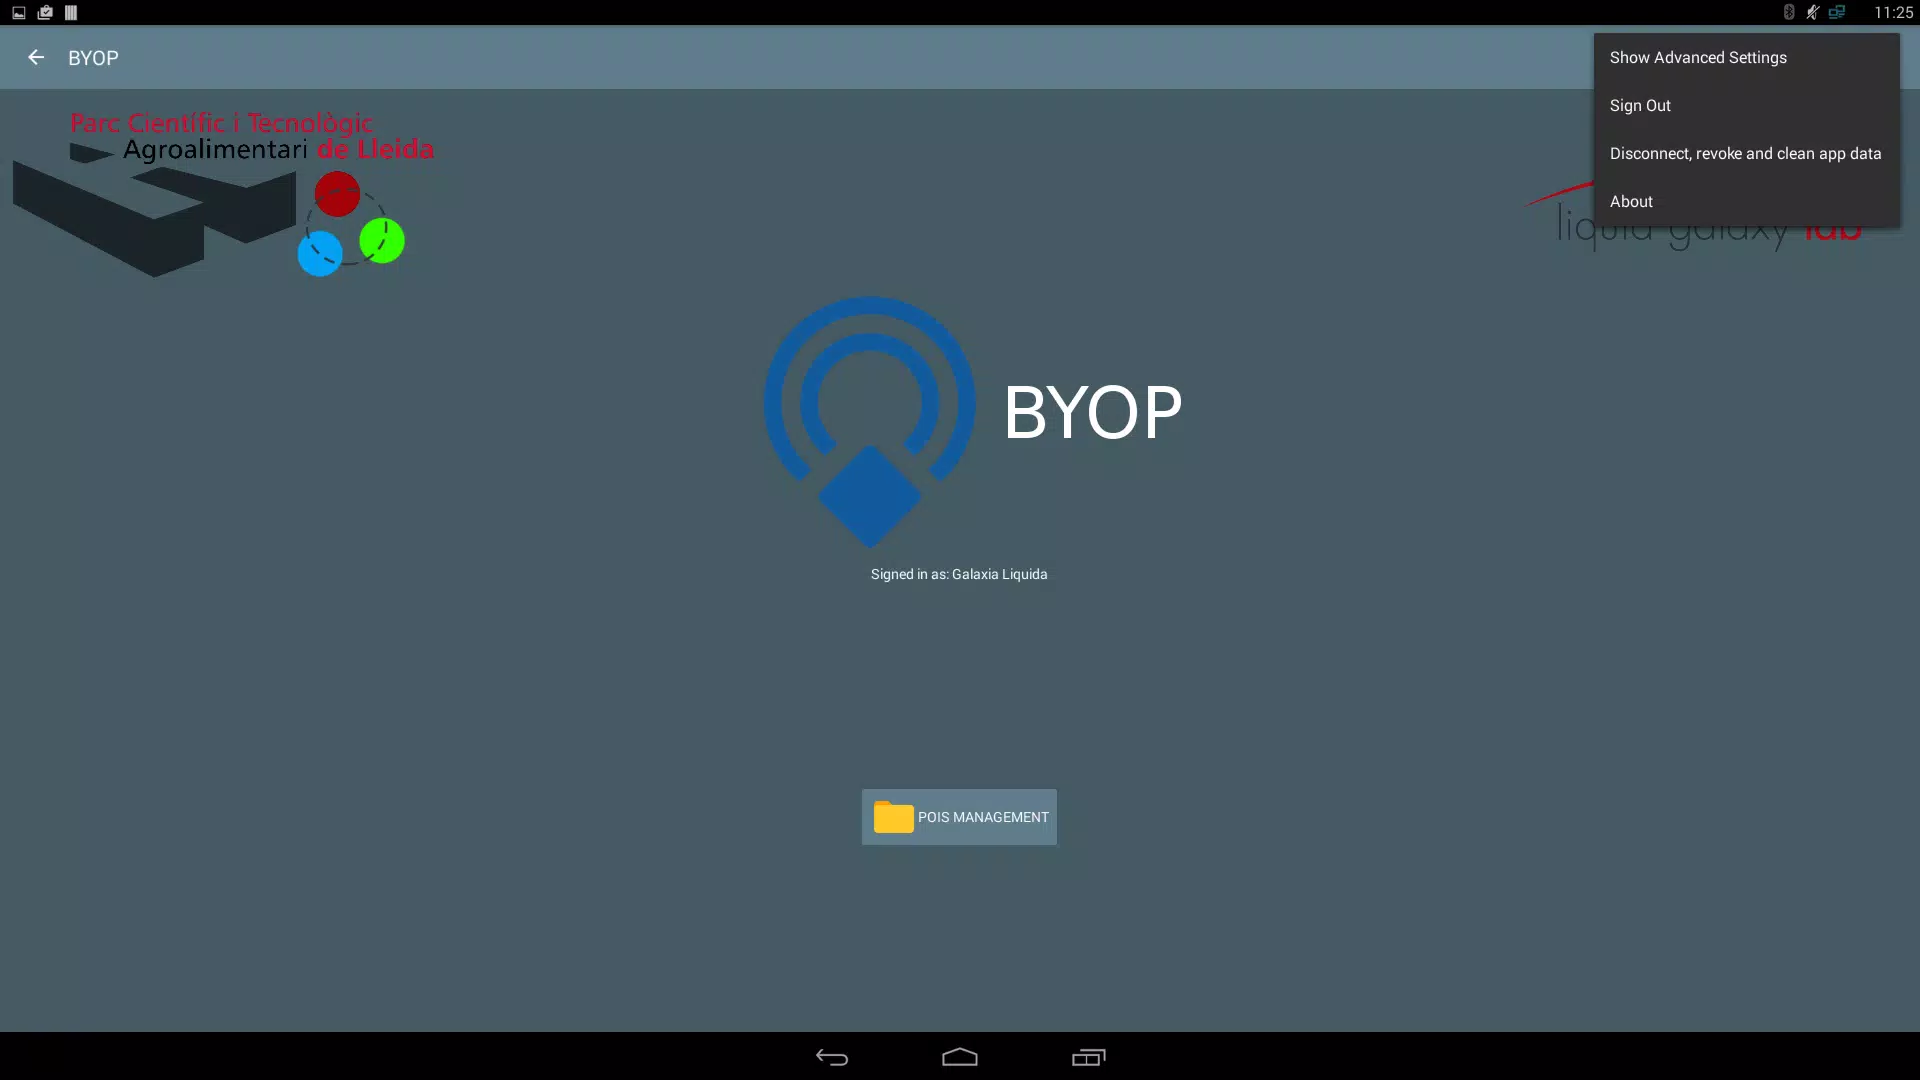 11:25
BYOP
Show Advanced Settings
Sign Out
Disconnect, revoke and clean app data
About
Parc Científic i Tecnològic
Agroalimentari de Lleida
liquid galaxy lab
BYOP
Signed in as: Galaxia Liquida
POIS MANAGEMENT